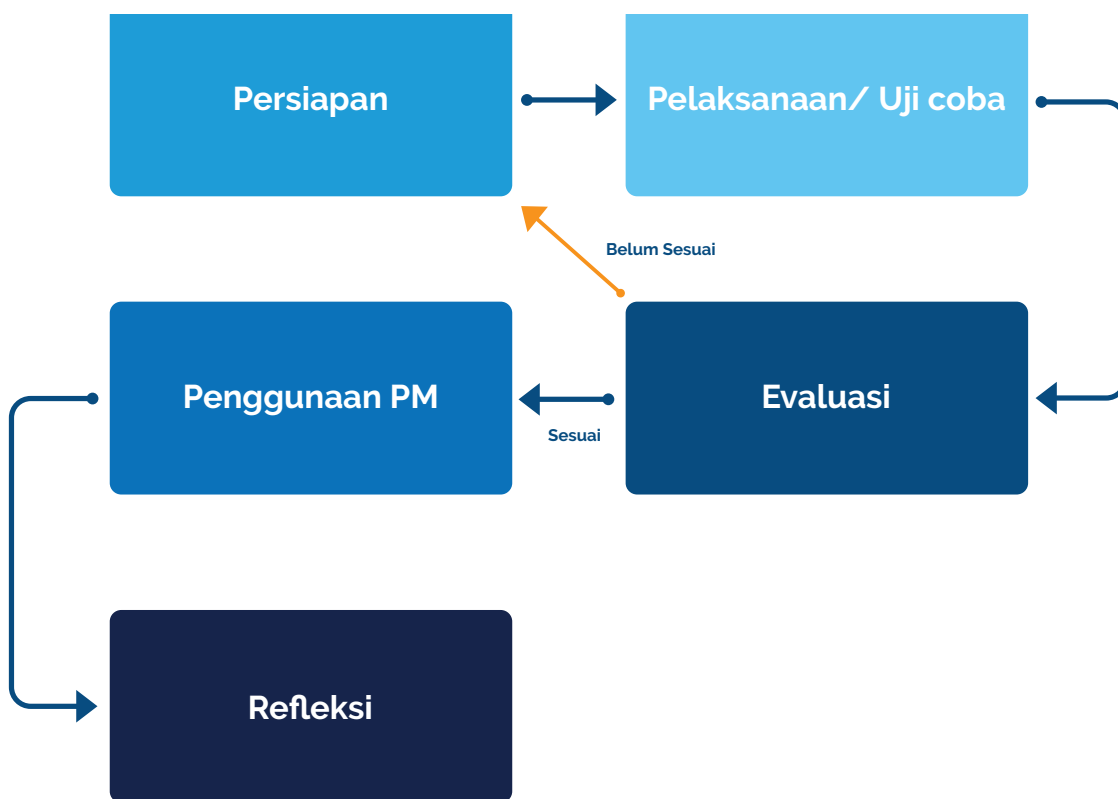 Persiapan
Pelaksanaan/ Uji coba
Belum Sesuai
Penggunaan PM
Evaluasi
Sesuai
Refleksi